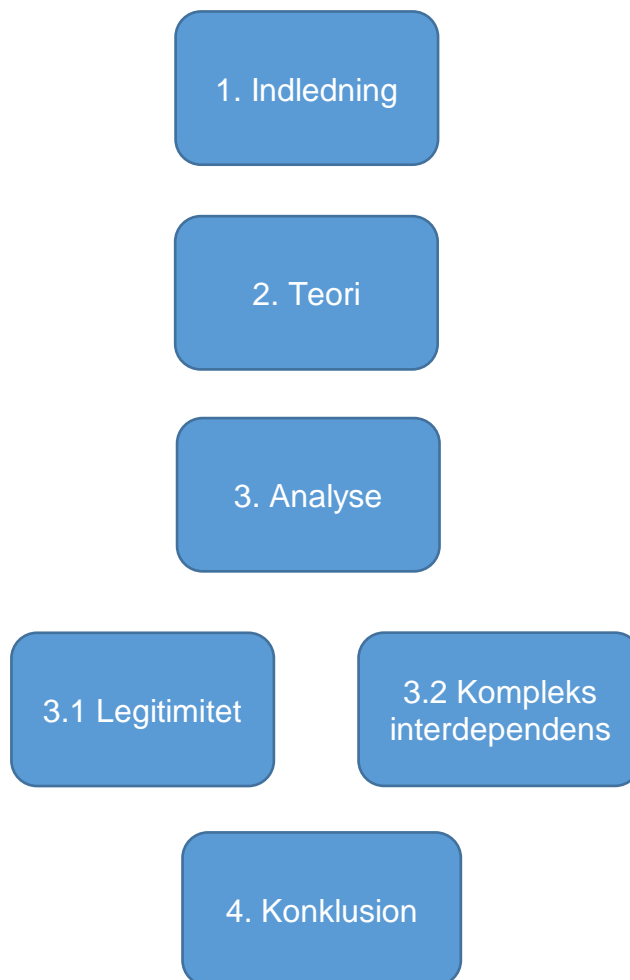 1. Indledning
2. Teori
3. Analyse
3.1 Legitimitet
3.2 Kompleks
interdependens
4. Konklusion